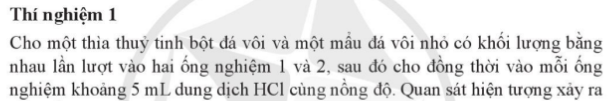 Thí nghiệm 1
Cho một thìa thuỷ tinh bột đá vôi và một mẩu đá vôi nhỏ có khối lượng bằng
nhau lần lượt vào hai ống nghiệm 1 và 2, sau đó cho đồng thời vào mỗi ống
nghiệm khoảng 5 mL dung dịch HCl cùng nồng độ. Quan sát hiện tượng xảy ra